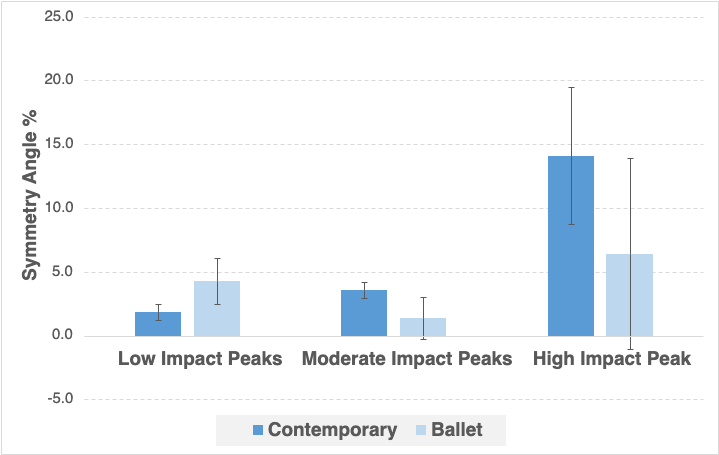 25.0
20.0
15.0
10.0
5.0
0.0
-5.0
Symmetry Angle %
Low Impact Peaks Moderate Impact Peaks High Impact Peak
Contemporary Ballet